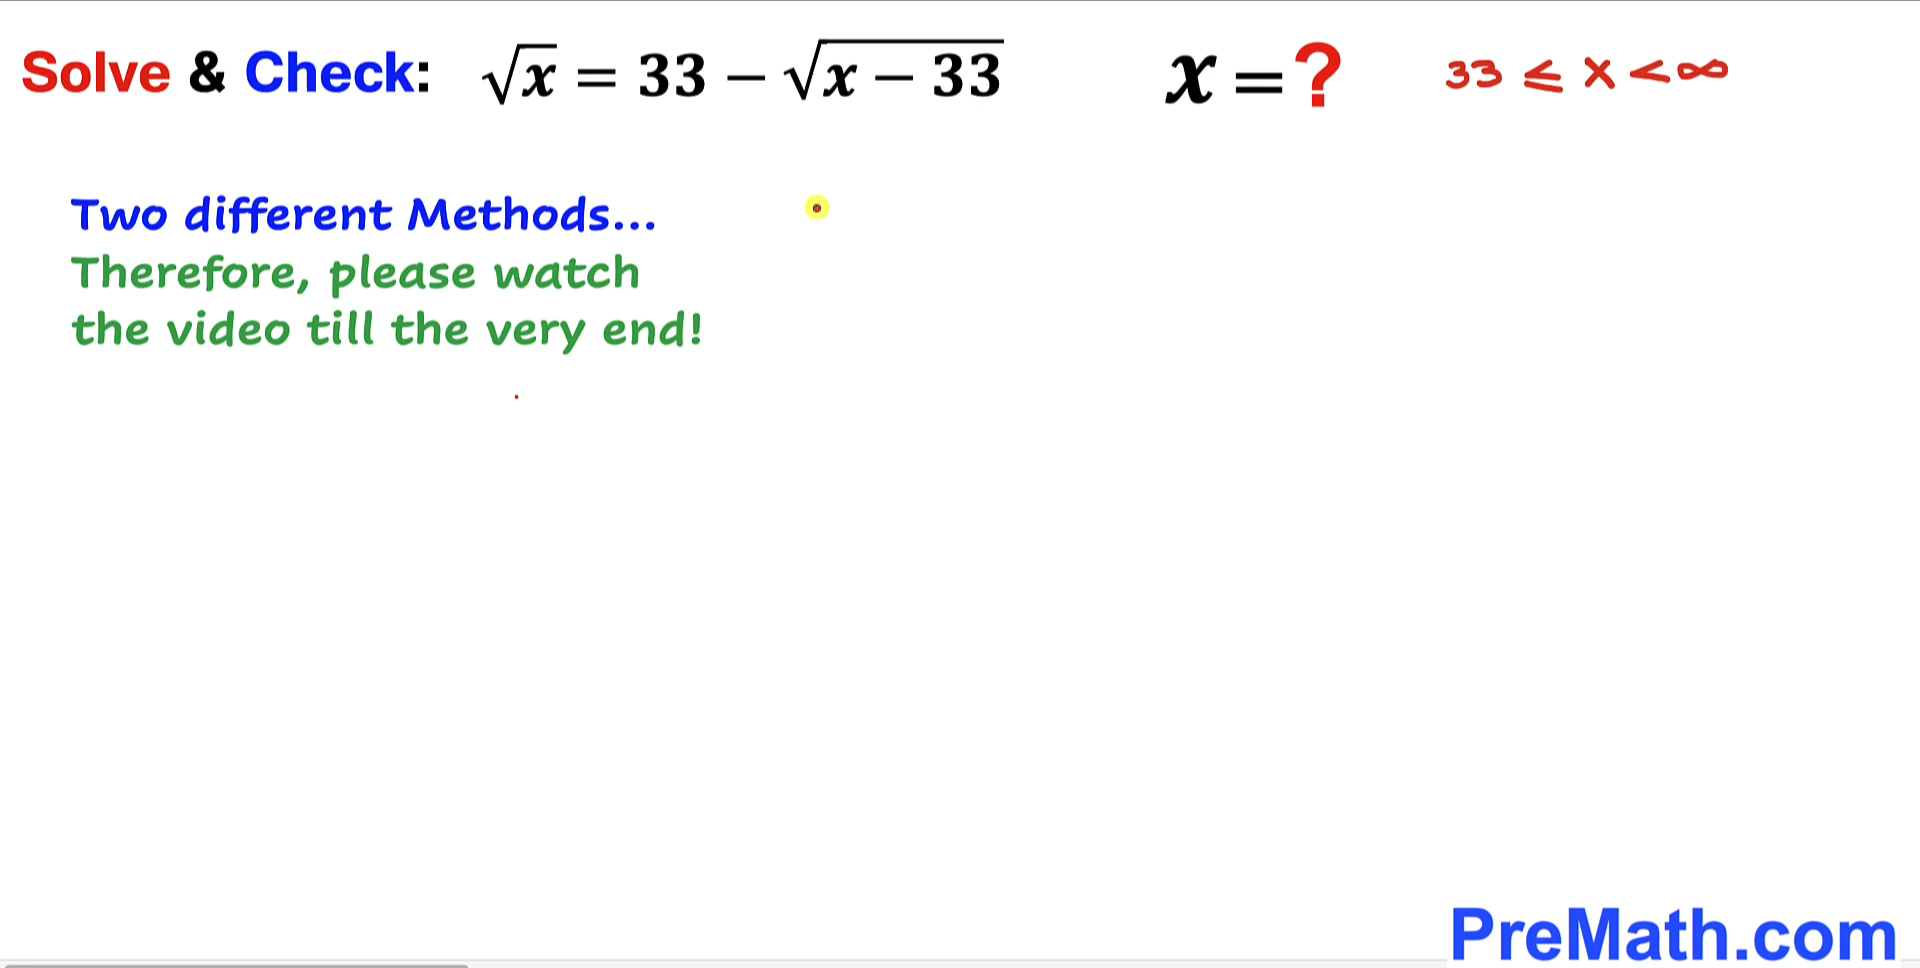 Solve & Check: √x = 33 − √(x − 33) x = ? 33 ≤ x < ∞
Two different Methods...
Therefore, please watch
the video till the very end!
PreMath.com